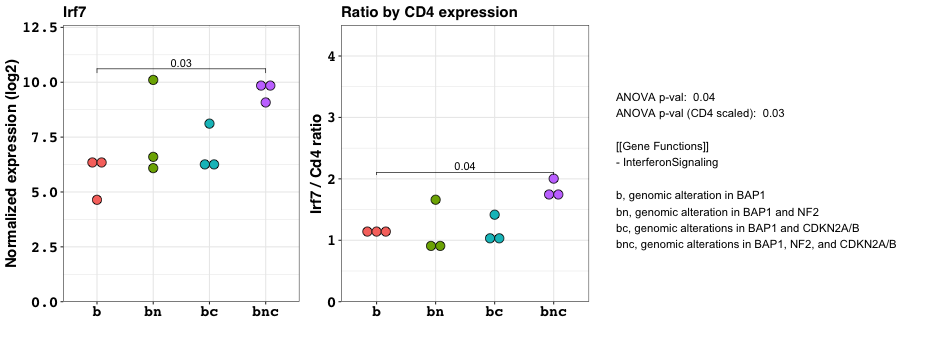 Irf7
Normalized expression (log2)
12.5
10.0
7.5
5.0
2.5
0.0
0.03
b bn bc bnc
Ratio by CD4 expression
Irf7 / Cd4 ratio
4
3
2
1
0
0.04
b bn bc bnc
ANOVA p-val: 0.04
ANOVA p-val (CD4 scaled): 0.03
[[Gene Functions]]
- InterferonSignaling
b, genomic alteration in BAP1
bn, genomic alteration in BAP1 and NF2
bc, genomic alterations in BAP1 and CDKN2A/B
bnc, genomic alterations in BAP1, NF2, and CDKN2A/B